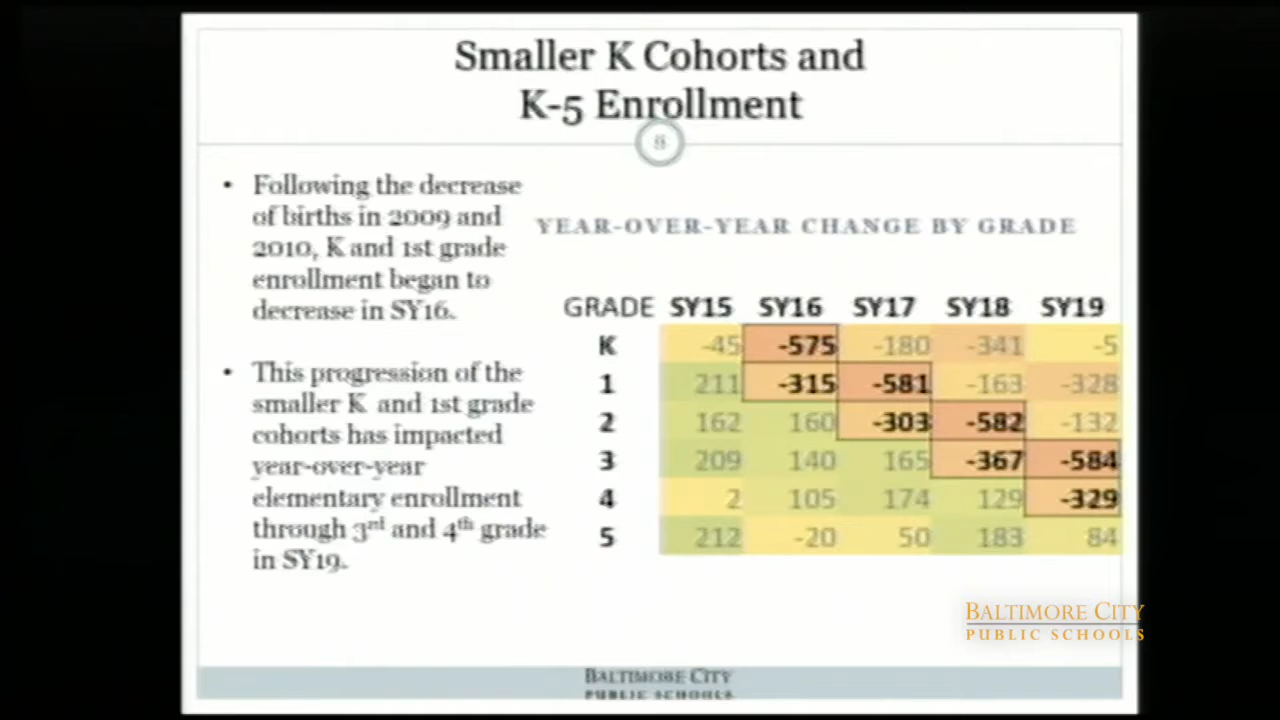 Smaller K Cohorts and
K-5 Enrollment
8
• Following the decrease
of births in 2009 and
2010, K and 1st grade
enrollment began to
decrease in SY16.
• This progression of the
smaller K and 1st grade
cohorts has impacted
year-over-year
elementary enrollment
through 3rd and 4th grade
in SY19.
YEAR-OVER-YEAR CHANGE BY GRADE
GRADE SY15 SY16 SY17 SY18 SY19
K -45 -575 -180 -341 -5
1 211 -315 -581 -163 -328
2 162 160 -303 -582 -132
3 209 140 165 -367 -584
4 2 105 174 129 -329
5 212 -20 50 183 84
BALTIMORE CITY
PUBLIC SCHOOLS
BALTIMORE CITY
PUBLIC SCHOOLS